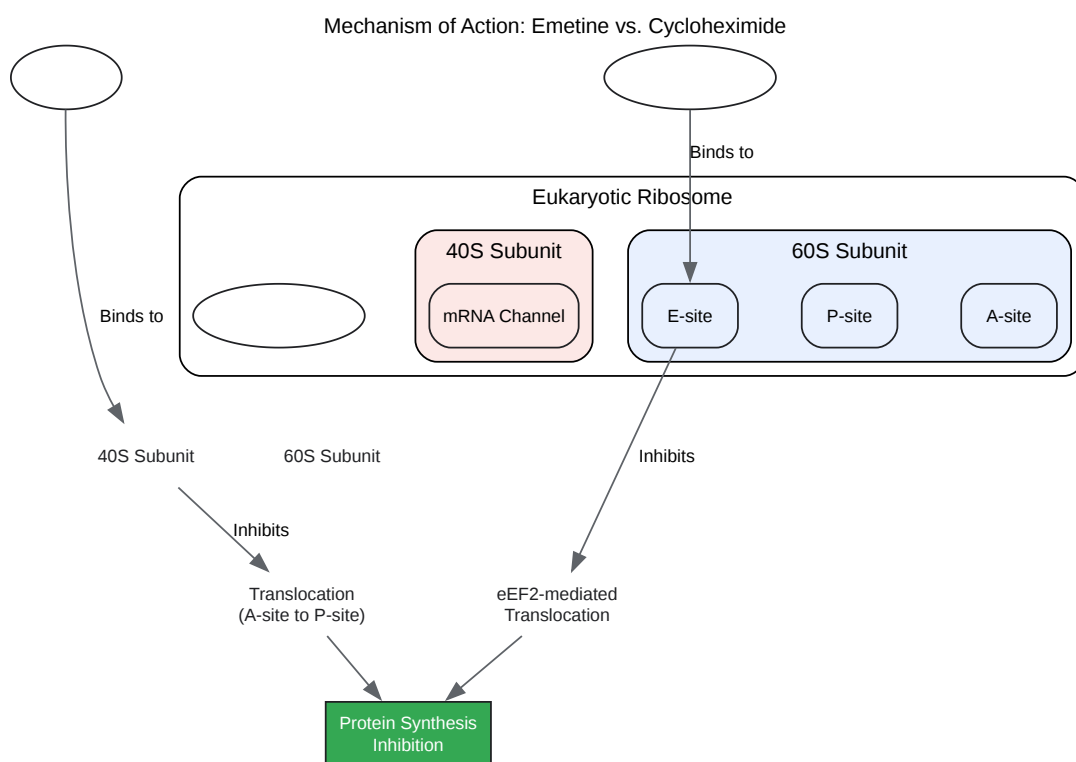 Mechanism of Action: Emetine vs. Cycloheximide
Binds to
Eukaryotic Ribosome
40S Subunit
60S Subunit
Binds to
mRNA Channel
E-site
P-site
A-site
40S Subunit
60S Subunit
Inhibits
Inhibits
Translocation
(A-site to P-site)
eEF2-mediated
Translocation
Protein Synthesis
Inhibition